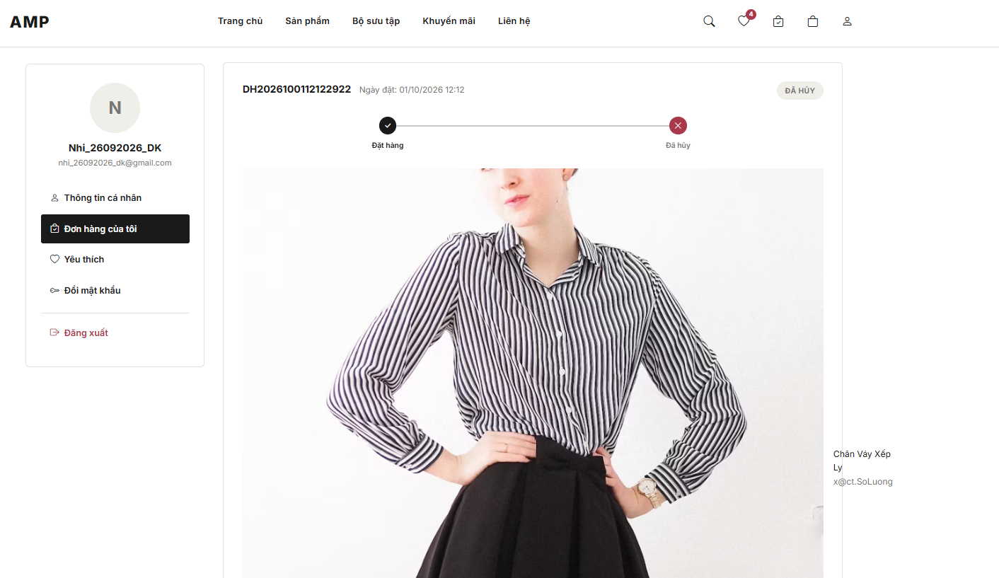 AMP
Trang chủ
Sản phẩm
Bộ sưu tập
Khuyến mãi
Liên hệ
4
N
Nhi_26092026_DK
nhi_26092026_dk@gmail.com
Thông tin cá nhân
Đơn hàng của tôi
Yêu thích
Đổi mật khẩu
Đăng xuất
DH2026100112122922 Ngày đặt: 01/10/2026 12:12
ĐÃ HỦY
Đặt hàng
Đã hủy
Chân Váy Xếp
Ly
x@ct.SoLuong